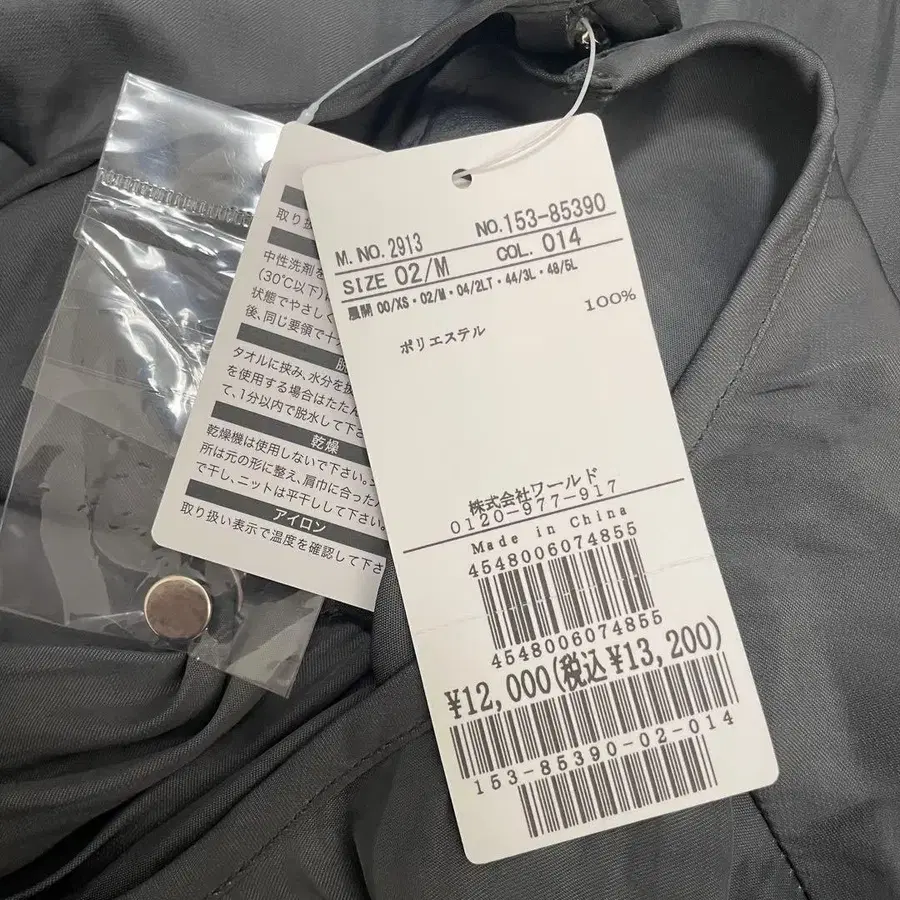 M. NO. 2913 NO.153-85390
SIZE 02/M COL. 014
展開 00/XS・02/M・04/2LT・44/3L・48/5L
ポリエステル 100%
株式会社ワールド
0120-977-917
Made in China
4548006074855
4548006074855
¥12,000(税込¥13,200)
153-85390-02-014
取り扱
中性洗剤を
(30℃以下)
状態でやさしく
後、同じ要領で十
タオルに挟み、水分を
を使用する場合はたたん
て、1分以内で脱水して下さ
乾燥
乾燥機は使用しないで下さい。
所は元の形に整え、肩巾に合った
で干し、ニットは平干しして下さい。
アイロン
取り扱い表示で温度を確認して下さ